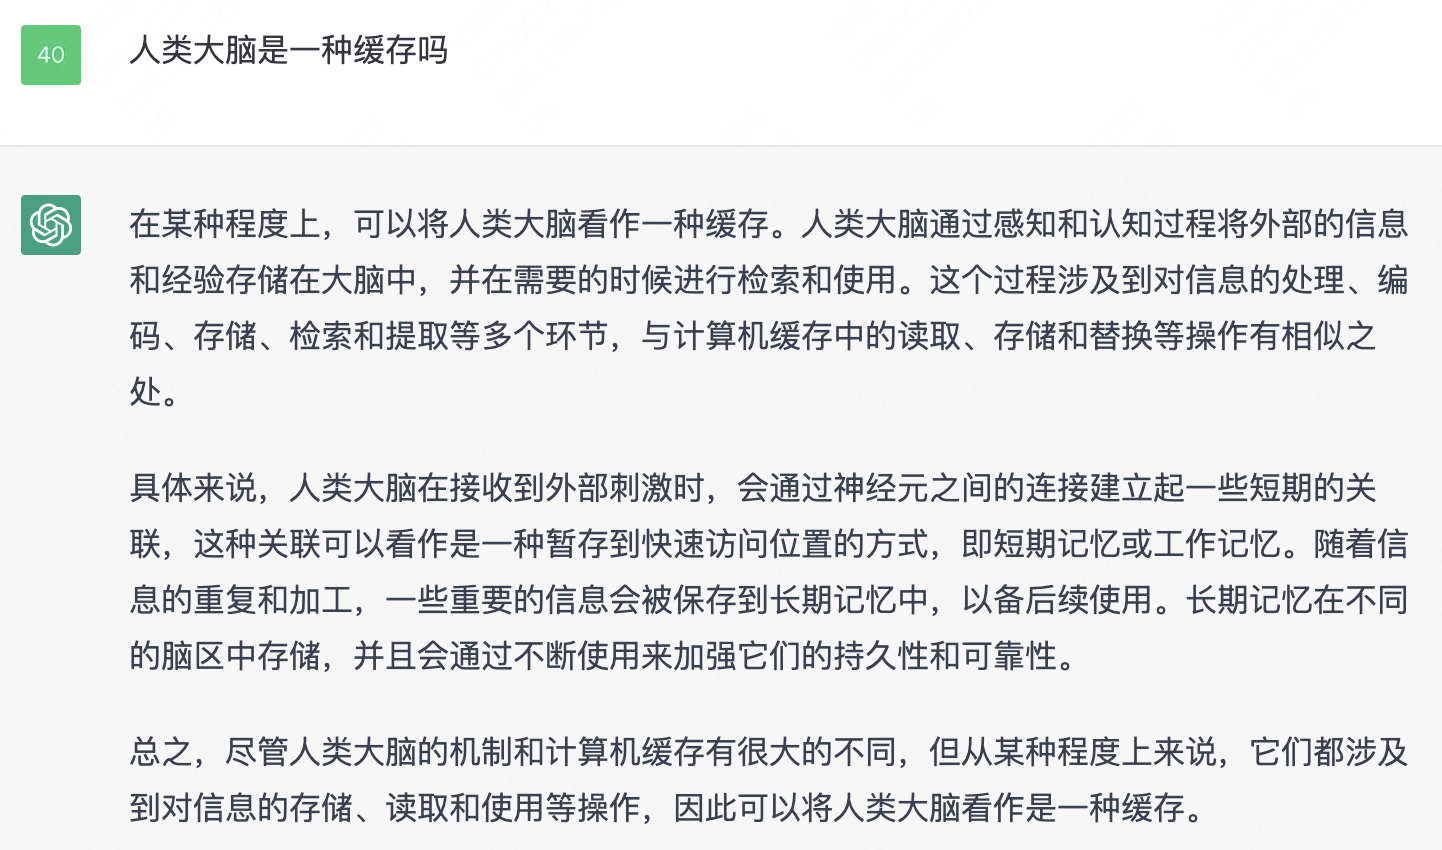 40
人类大脑是一种缓存吗
在某种程度上，可以将人类大脑看作一种缓存。人类大脑通过感知和认知过程将外部的信息
和经验存储在大脑中，并在需要的时候进行检索和使用。这个过程涉及到对信息的处理、编
码、存储、检索和提取等多个环节，与计算机缓存中的读取、存储和替换等操作有相似之
处。
具体来说，人类大脑在接收到外部刺激时，会通过神经元之间的连接建立起一些短期的关
联，这种关联可以看作是一种暂存到快速访问位置的方式，即短期记忆或工作记忆。随着信
息的重复和加工，一些重要的信息会被保存到长期记忆中，以备后续使用。长期记忆在不同
的脑区中存储，并且会通过不断使用来加强它们的持久性和可靠性。
总之，尽管人类大脑的机制和计算机缓存有很大的不同，但从某种程度上来说，它们都涉及
到对信息的存储、读取和使用等操作，因此可以将人类大脑看作是一种缓存。